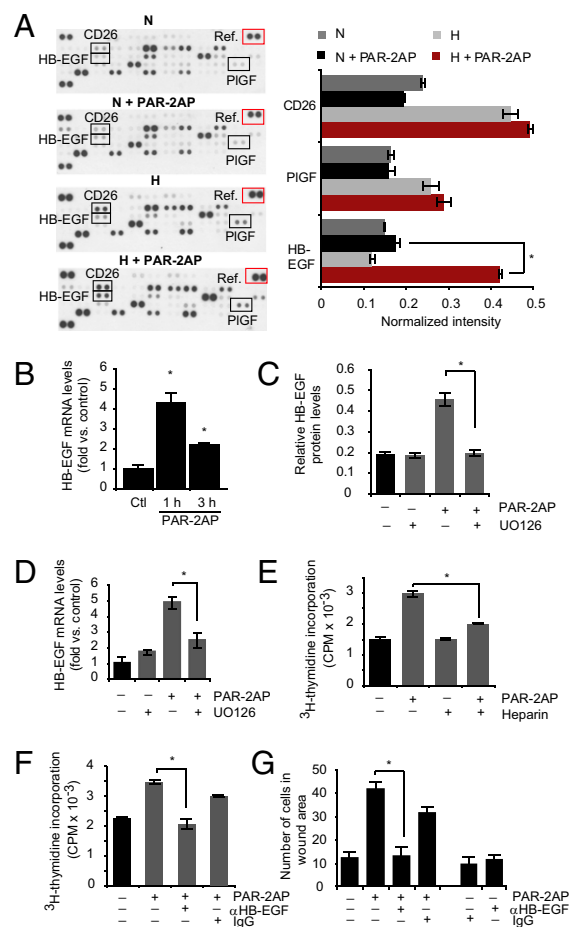 A
N
CD26
Ref.
HB-EGF
PlGF
N + PAR-2AP
CD26
Ref.
HB-EGF
PlGF
H
CD26
Ref.
HB-EGF
PlGF
H + PAR-2AP
CD26
Ref.
HB-EGF
PlGF
N H
N + PAR-2AP H + PAR-2AP
CD26
PlGF
HB-
EGF
*
0 0.1 0.2 0.3 0.4 0.5
Normalized intensity
B
HB-EGF mRNA levels
(fold vs. control)
6
5
4
3
2
1
0
*
*
Ctl 1 h 3 h
PAR-2AP
C
Relative HB-EGF
protein levels
0.6
0.5
0.4
0.3
0.2
0.1
0
*
– – + + PAR-2AP
– + – + UO126
D
HB-EGF mRNA levels
(fold vs. control)
6
5
4
3
2
1
0
*
– – + + PAR-2AP
– + – + UO126
E
³H-thymidine incorporation
(CPM x 10⁻³)
3
2
1
0
*
– + – + PAR-2AP
– – + + Heparin
F
³H-thymidine incorporation
(CPM x 10⁻³)
4
3
2
1
0
*
– + + + PAR-2AP
– – + – αHB-EGF
– – – + IgG
G
Number of cells in
wound area
50
40
30
20
10
0
*
– + + + – – PAR-2AP
– – + – – + αHB-EGF
– – – + + – IgG